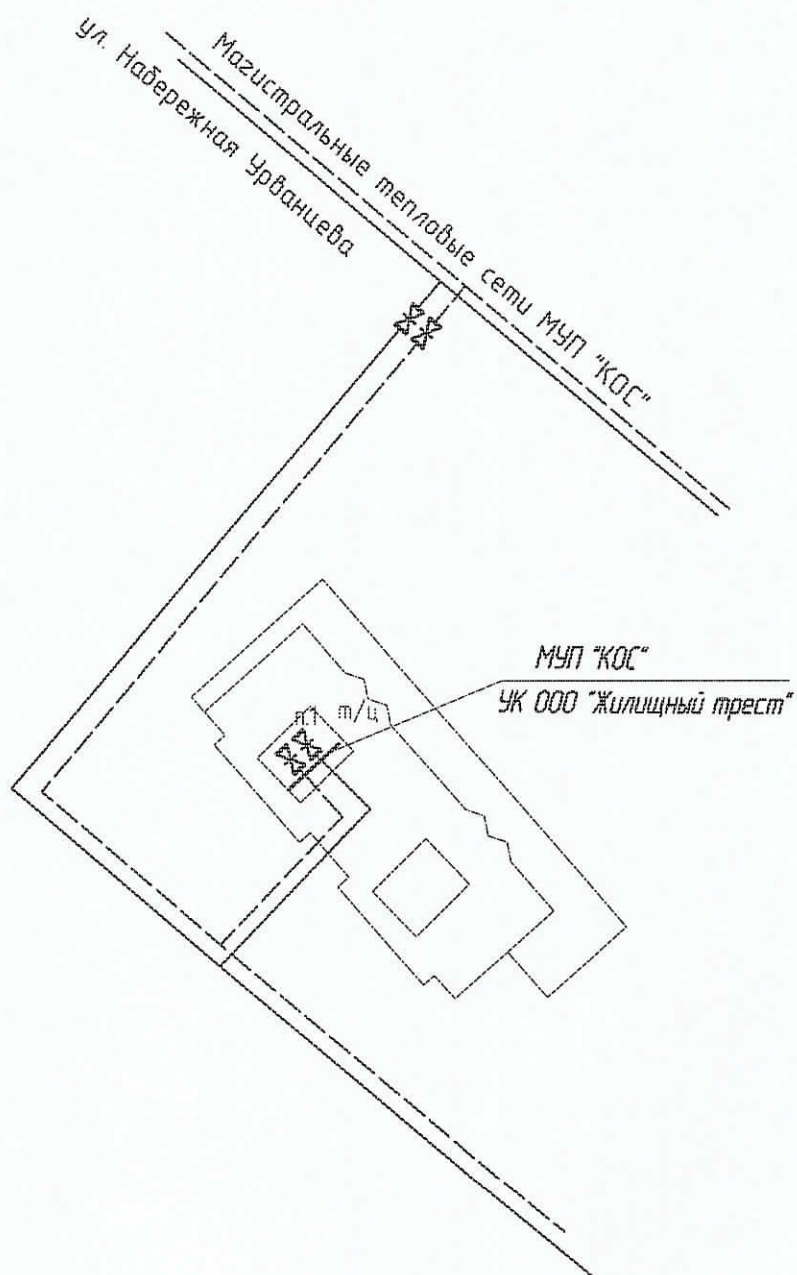 ул. Набережная Урванцева
Магистральные тепловые сети МУП "КОС"
МУП "КОС"
УК ООО "Жилищный трест"
п.1 т/ц